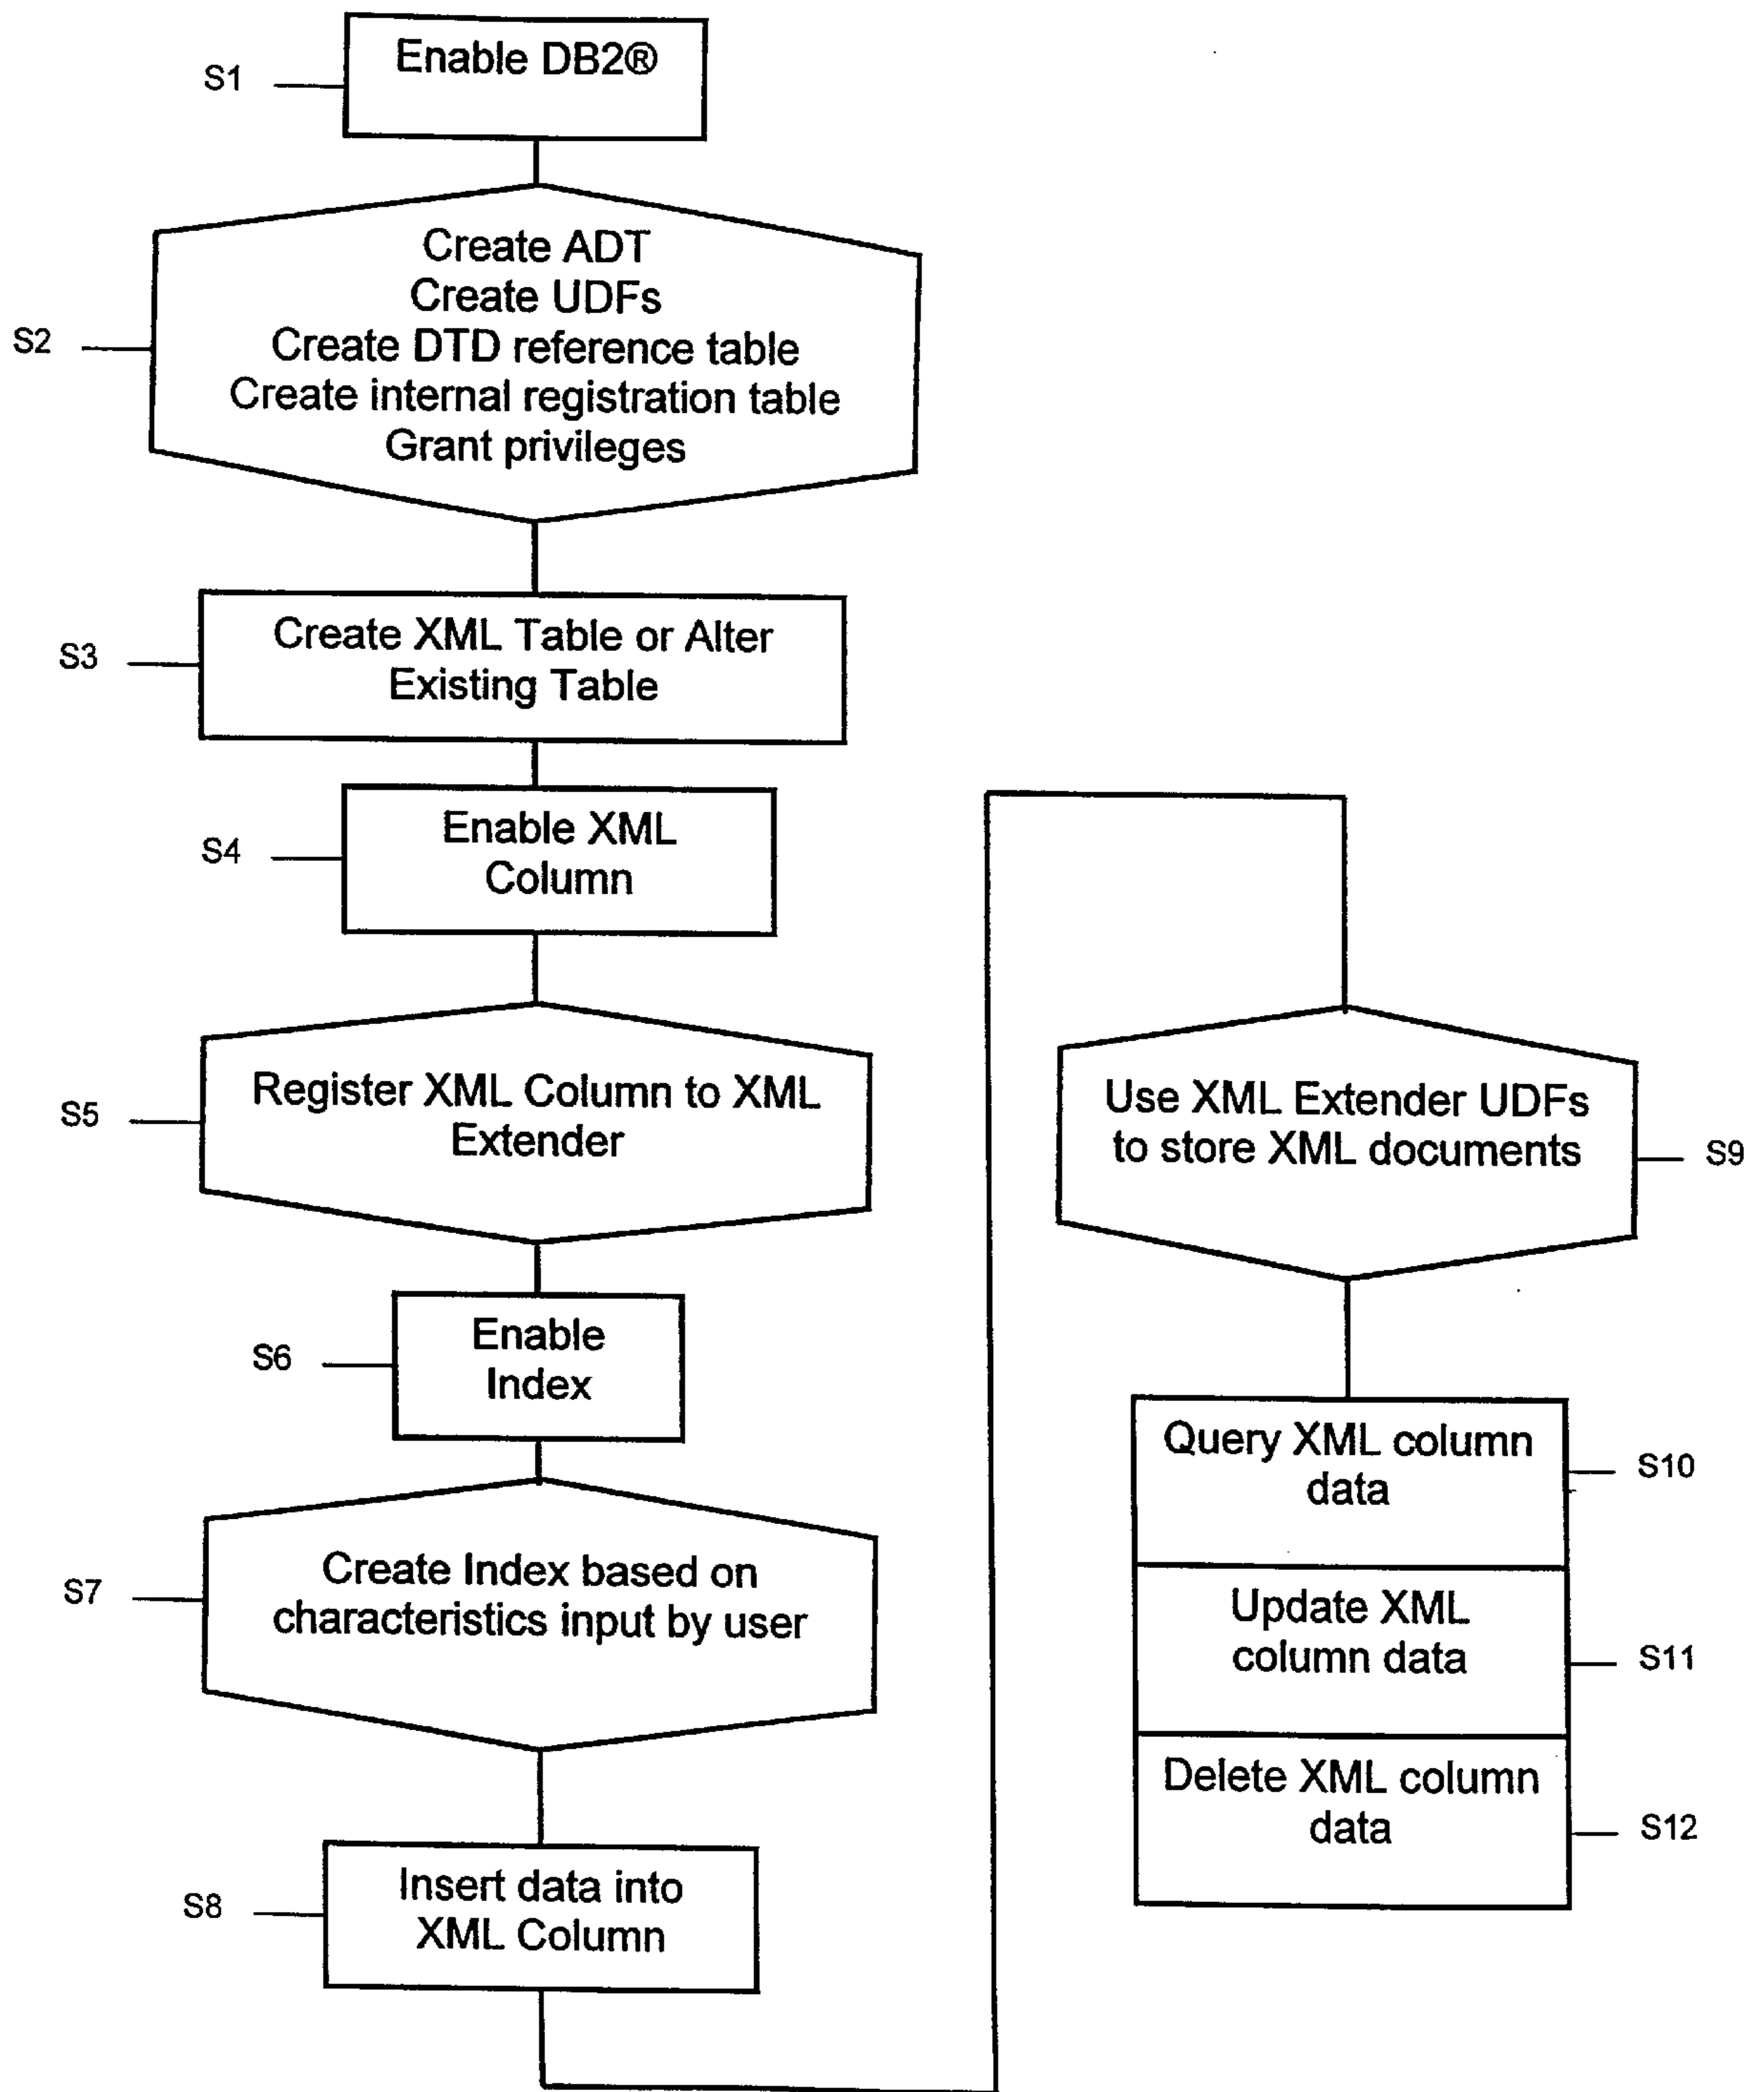 S1
Enable DB2®
S2
Create ADT
Create UDFs
Create DTD reference table
Create internal registration table
Grant privileges
S3
Create XML Table or Alter
Existing Table
S4
Enable XML
Column
S5
Register XML Column to XML
Extender
S6
Enable
Index
S7
Create Index based on
characteristics input by user
S8
Insert data into
XML Column
Use XML Extender UDFs
to store XML documents
S9
Query XML column
data
S10
Update XML
column data
S11
Delete XML column
data
S12